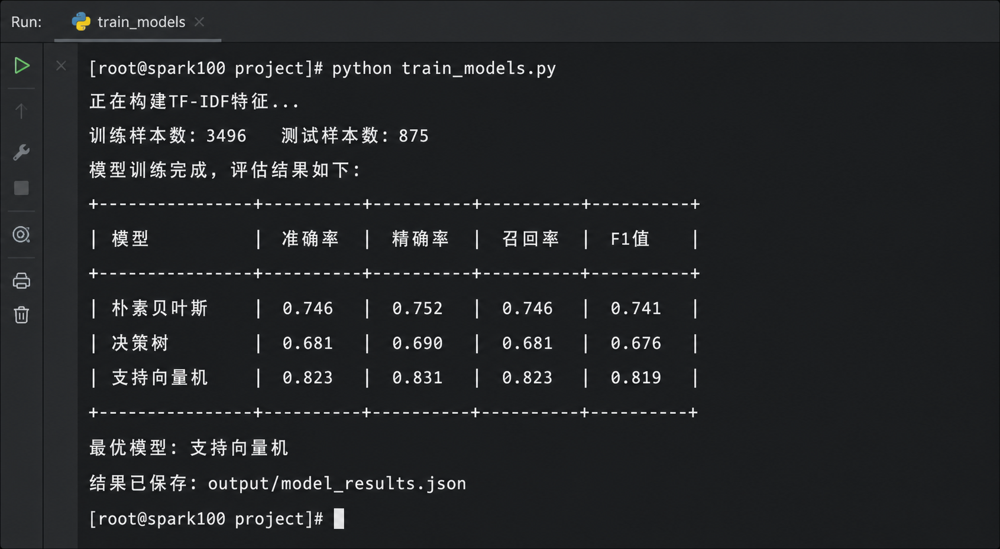 Run: train_models ×
[root@spark100 project]# python train_models.py
正在构建TF-IDF特征...
训练样本数: 3496   测试样本数: 875
模型训练完成, 评估结果如下:
+----------------+----------+----------+----------+----------+
| 模型 | 准确率 | 精确率 | 召回率 | F1值 |
+----------------+----------+----------+----------+----------+
| 朴素贝叶斯 | 0.746 | 0.752 | 0.746 | 0.741 |
| 决策树 | 0.681 | 0.690 | 0.681 | 0.676 |
| 支持向量机 | 0.823 | 0.831 | 0.823 | 0.819 |
+----------------+----------+----------+----------+----------+
最优模型: 支持向量机
结果已保存: output/model_results.json
[root@spark100 project]#